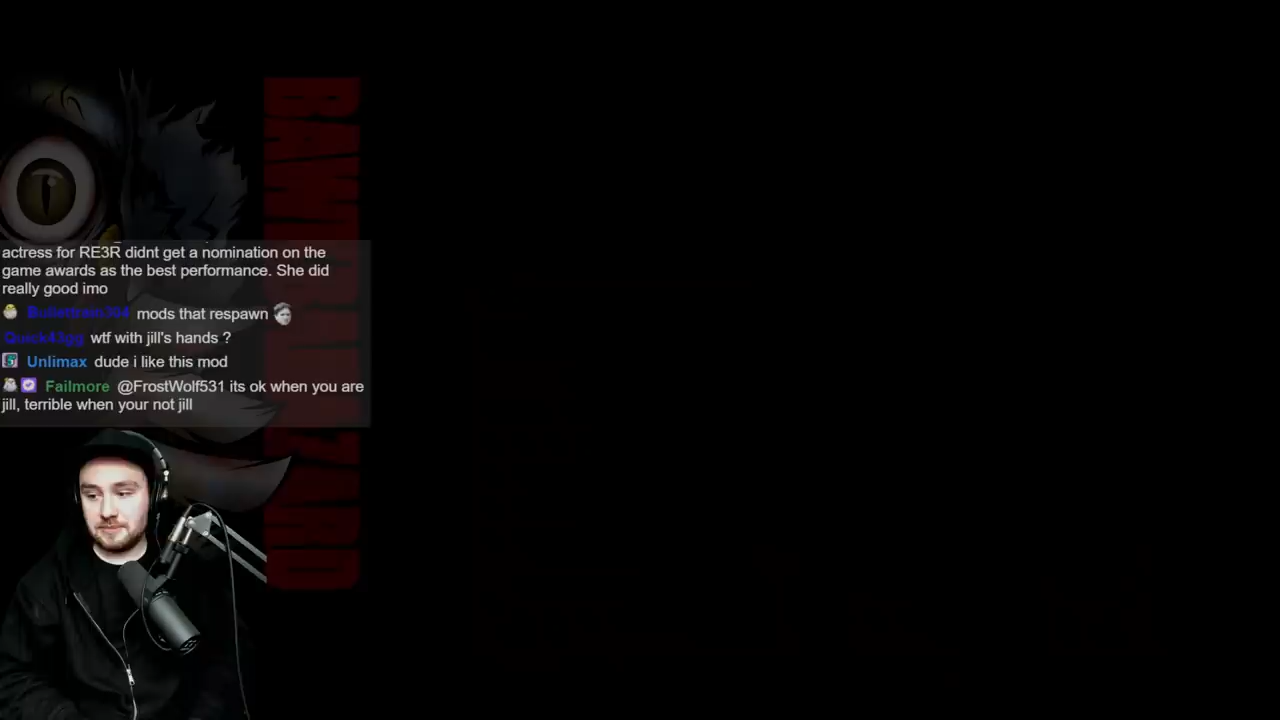 actress for RE3R didnt get a nomination on the
game awards as the best performance. She did
really good imo
Bullettrain304 mods that respawn
Quick43gg wtf with jill's hands ?
Unlimax dude i like this mod
Failmore @FrostWolf531 its ok when you are
jill, terrible when your not jill